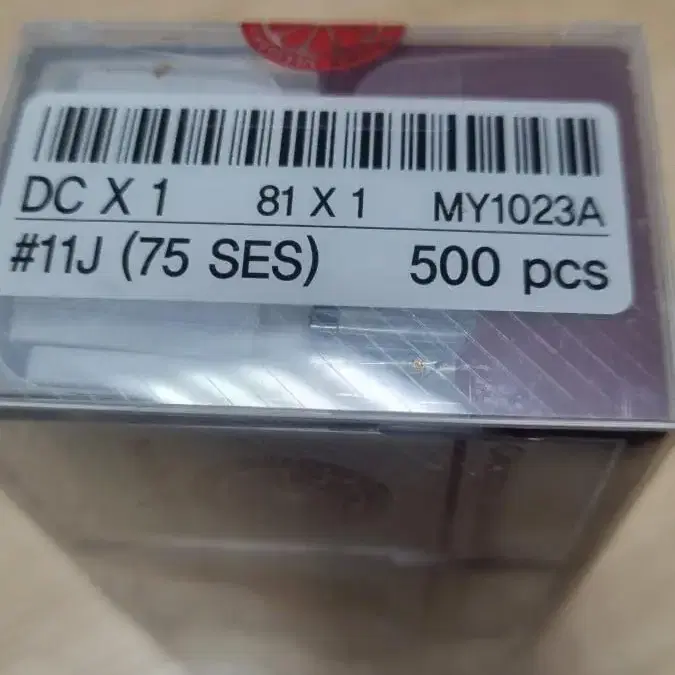 DC X 1 81 X 1 MY1023A
#11J (75 SES) 500 pcs